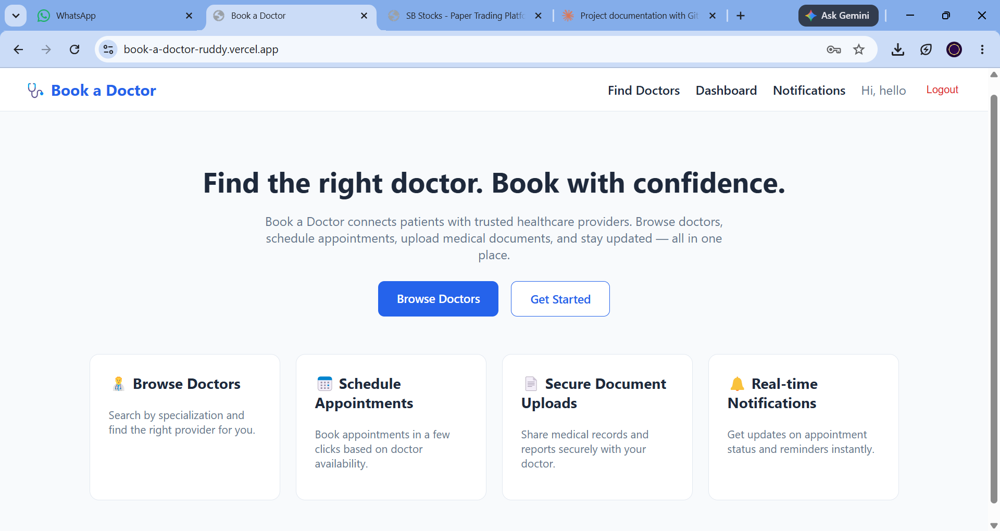 WhatsApp
Book a Doctor
SB Stocks - Paper Trading Platfo
Project documentation with Git
Ask Gemini
book-a-doctor-ruddy.vercel.app
Book a Doctor
Find Doctors
Dashboard
Notifications
Hi, hello
Logout
Find the right doctor. Book with confidence.
Book a Doctor connects patients with trusted healthcare providers. Browse doctors,
schedule appointments, upload medical documents, and stay updated — all in one
place.
Browse Doctors
Get Started
Browse Doctors
Search by specialization and
find the right provider for you.
Schedule
Appointments
Book appointments in a few
clicks based on doctor
availability.
Secure Document
Uploads
Share medical records and
reports securely with your
doctor.
Real-time
Notifications
Get updates on appointment
status and reminders instantly.